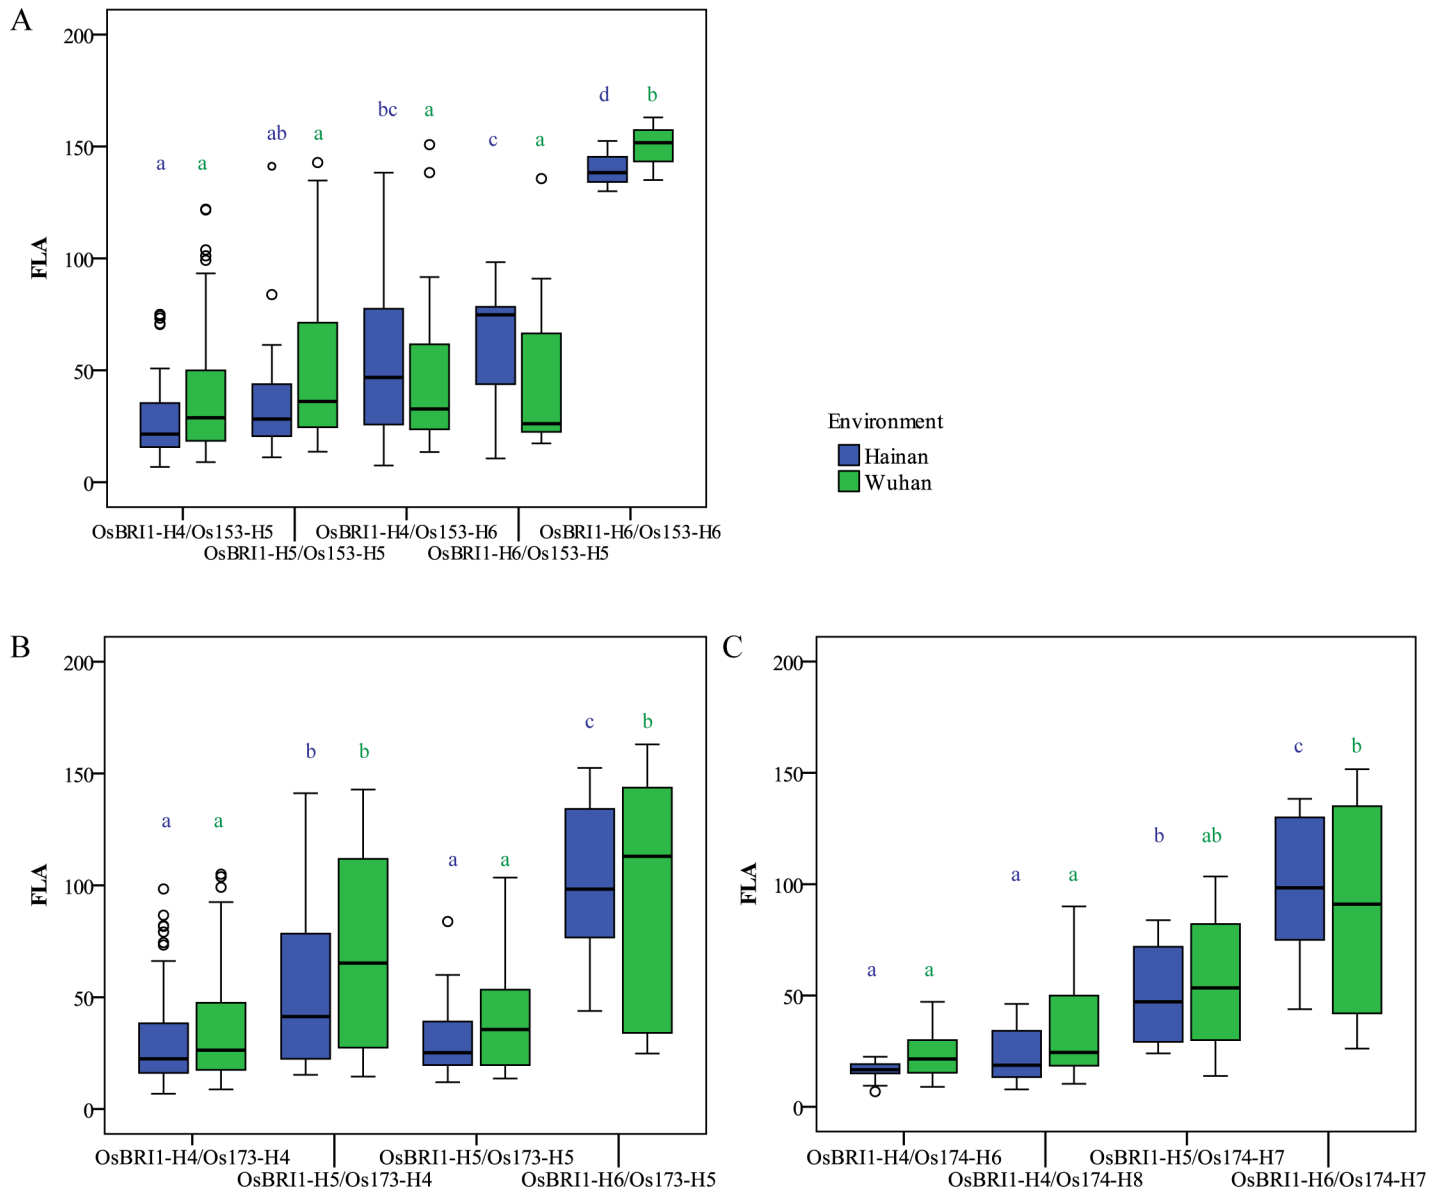 A
200
150
100
50
0
FLA
a a ab a bc a c a d b
OsBRI1-H4/Os153-H5 OsBRI1-H4/Os153-H6 OsBRI1-H6/Os153-H6
OsBRI1-H5/Os153-H5 OsBRI1-H6/Os153-H5
Environment
Hainan
Wuhan
B
200
150
100
50
0
FLA
a a b b a a c b
OsBRI1-H4/Os173-H4 OsBRI1-H5/Os173-H5
OsBRI1-H5/Os173-H4 OsBRI1-H6/Os173-H5
C
200
150
100
50
0
FLA
a a a a b ab c b
OsBRI1-H4/Os174-H6 OsBRI1-H5/Os174-H7
OsBRI1-H4/Os174-H8 OsBRI1-H6/Os174-H7